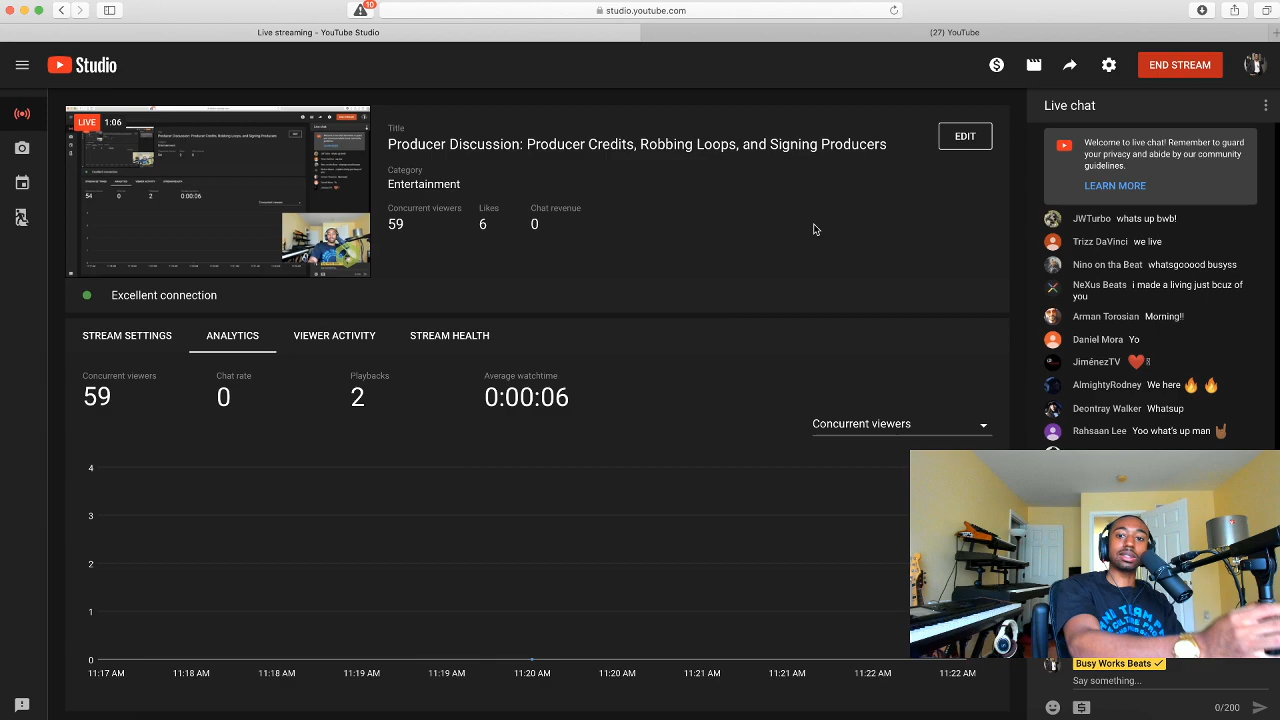 10
studio.youtube.com
Live streaming - YouTube Studio
(27) YouTube
Studio
END STREAM
LIVE 1:06
Title
Producer Discussion: Producer Credits, Robbing Loops, and Signing Producers
EDIT
Category
Entertainment
Concurrent viewers Likes Chat revenue
59 6 0
Excellent connection
STREAM SETTINGS ANALYTICS VIEWER ACTIVITY STREAM HEALTH
Concurrent viewers Chat rate Playbacks Average watchtime
59 0 2 0:00:06
Concurrent viewers
4
3
2
1
0
11:17 AM 11:18 AM 11:18 AM 11:19 AM 11:19 AM 11:20 AM 11:20 AM 11:21 AM 11:21 AM 11:22 AM 11:22 AM
Live chat
Welcome to live chat! Remember to guard
your privacy and abide by our community
guidelines.
LEARN MORE
JWTurbo whats up bwb!
Trizz DaVinci we live
Nino on tha Beat whatsgooood busyss
NeXus Beats i made a living just bcuz of
you
Arman Torosian Morning!!
Daniel Mora Yo
JiménezTV
AlmightyRodney We here
Deontray Walker Whatsup
Rahsaan Lee Yoo what's up man
Busy Works Beats
Say something...
0/200